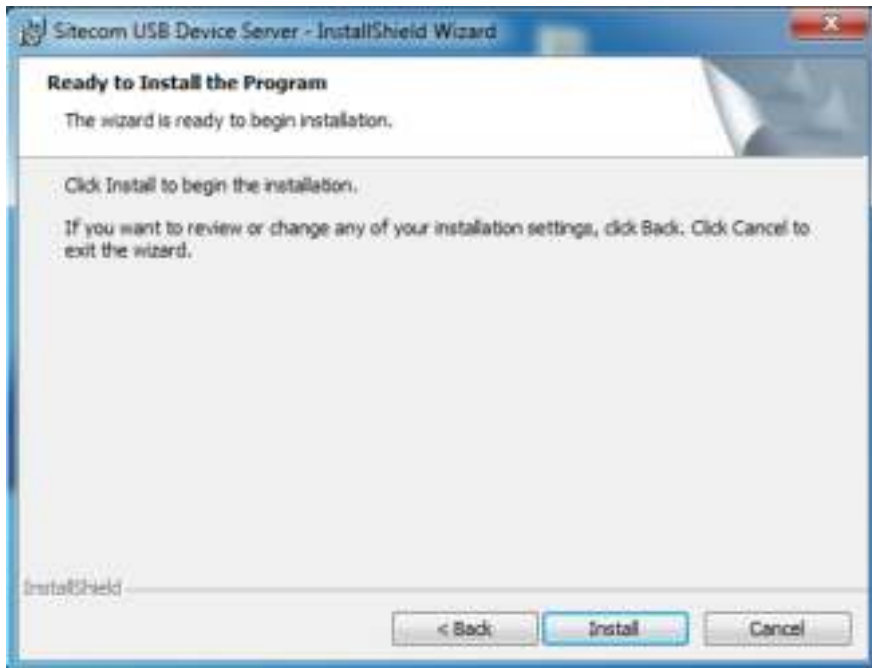 Sitecom USB Device Server - InstallShield Wizard
Ready to Install the Program
The wizard is ready to begin installation.
Click Install to begin the installation.
If you want to review or change any of your installation settings, click Back. Click Cancel to
exit the wizard.
InstallShield
< Back
Install
Cancel